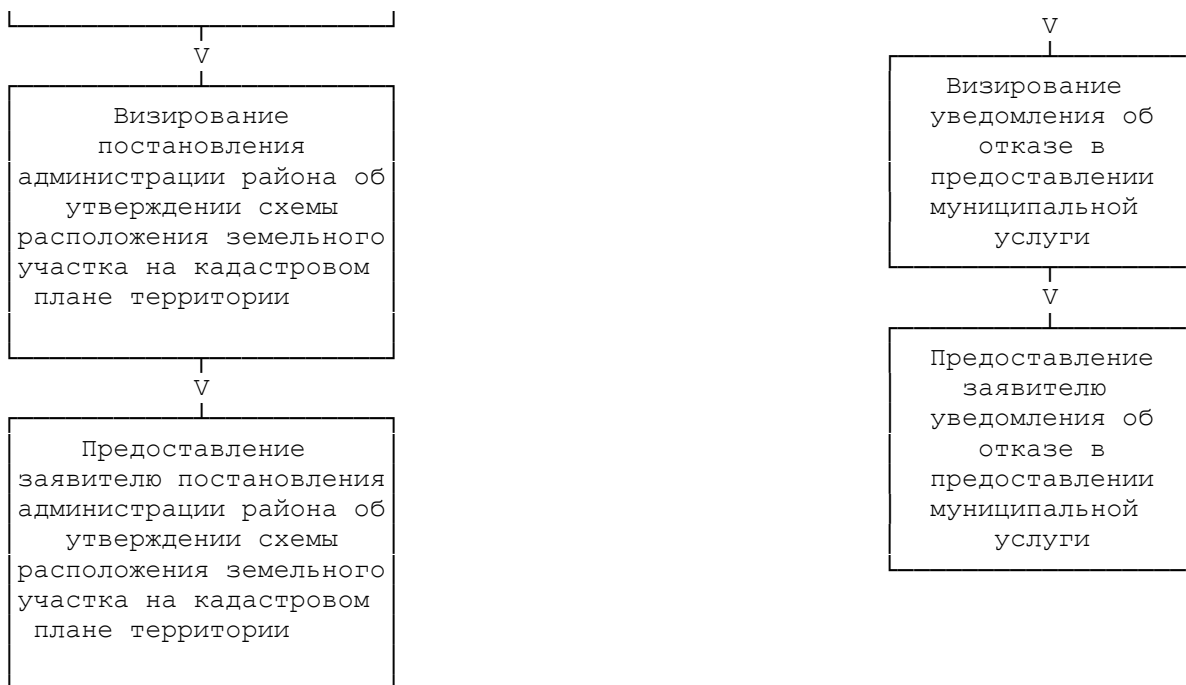 V
Визирование
постановления
администрации района об
утверждении схемы
расположения земельного
участка на кадастровом
плане территории
V
Предоставление
заявителю постановления
администрации района об
утверждении схемы
расположения земельного
участка на кадастровом
плане территории
V
Визирование
уведомления об
отказе в
предоставлении
муниципальной
услуги
V
Предоставление
заявителю
уведомления об
отказе в
предоставлении
муниципальной
услуги